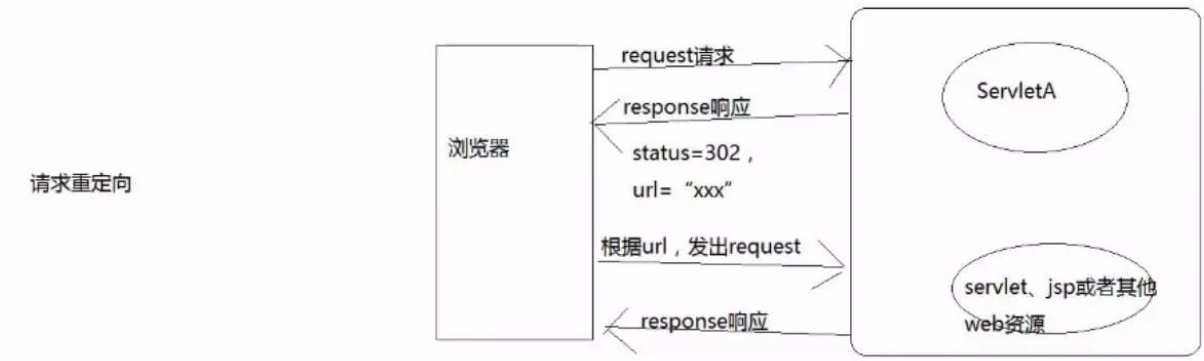 request请求
ServletA
response响应
浏览器
status=302，
请求重定向
url=“xxx”
根据url，发出request
servlet、jsp或者其他
web资源
response响应